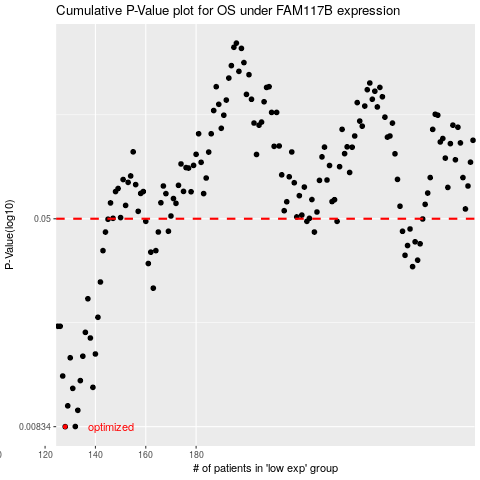 Cumulative P-Value plot for OS under FAM117B expression
P-Value(log10)
0.05
0.00834
optimized
0 120 140 160 180
# of patients in 'low exp' group